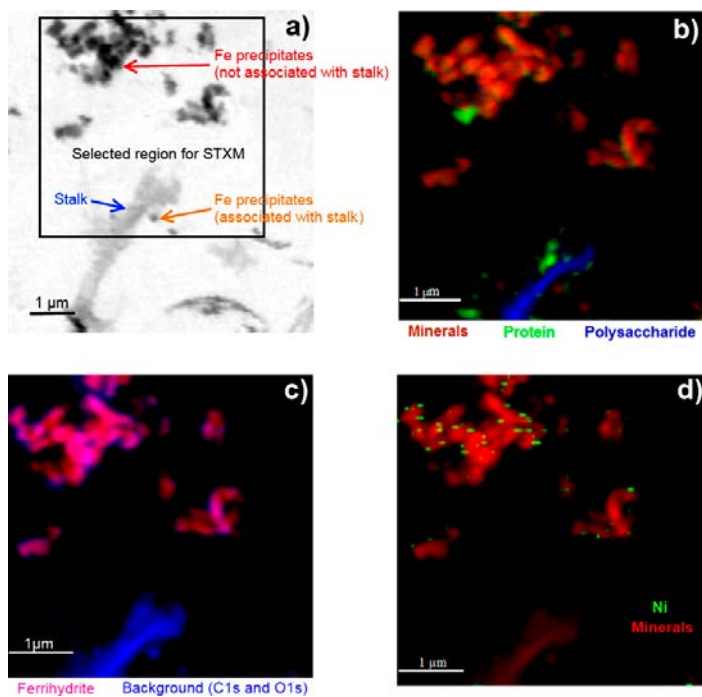 a)
Fe precipitates
(not associated with stalk)
Selected region for STXM
Stalk
Fe precipitates
(associated with stalk)
1 µm
b)
1 µm
Minerals Protein Polysaccharide
c)
1µm
Ferrihydrite Background (C1s and O1s)
d)
Ni
Minerals
1 µm